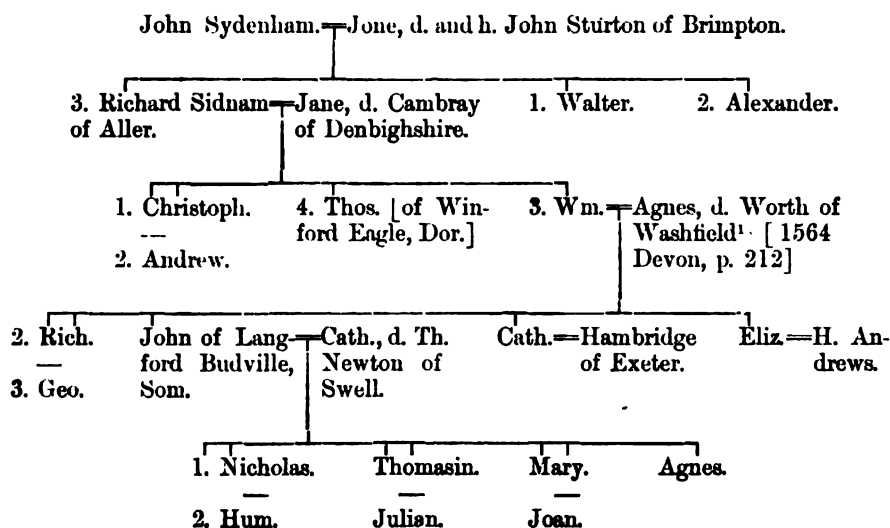 John Sydenham.═Jone, d. and h. John Sturton of Brimpton.
3. Richard Sidnam═Jane, d. Cambray 1. Walter. 2. Alexander.
of Aller. of Denbighshire.
1. Christoph. 4. Thos. [of Win- 3. Wm.═Agnes, d. Worth of
— ford Eagle, Dor.] Washfield¹ [1564
2. Andrew. Devon, p. 212]
2. Rich. John of Lang-═Cath., d. Th. Cath.═Hambridge Eliz.═H. An-
— ford Budville, Newton of of Exeter. drews.
3. Geo. Som. Swell.
1. Nicholas. Thomasin. Mary. Agnes.
— — —
2. Hum. Julian. Joan.